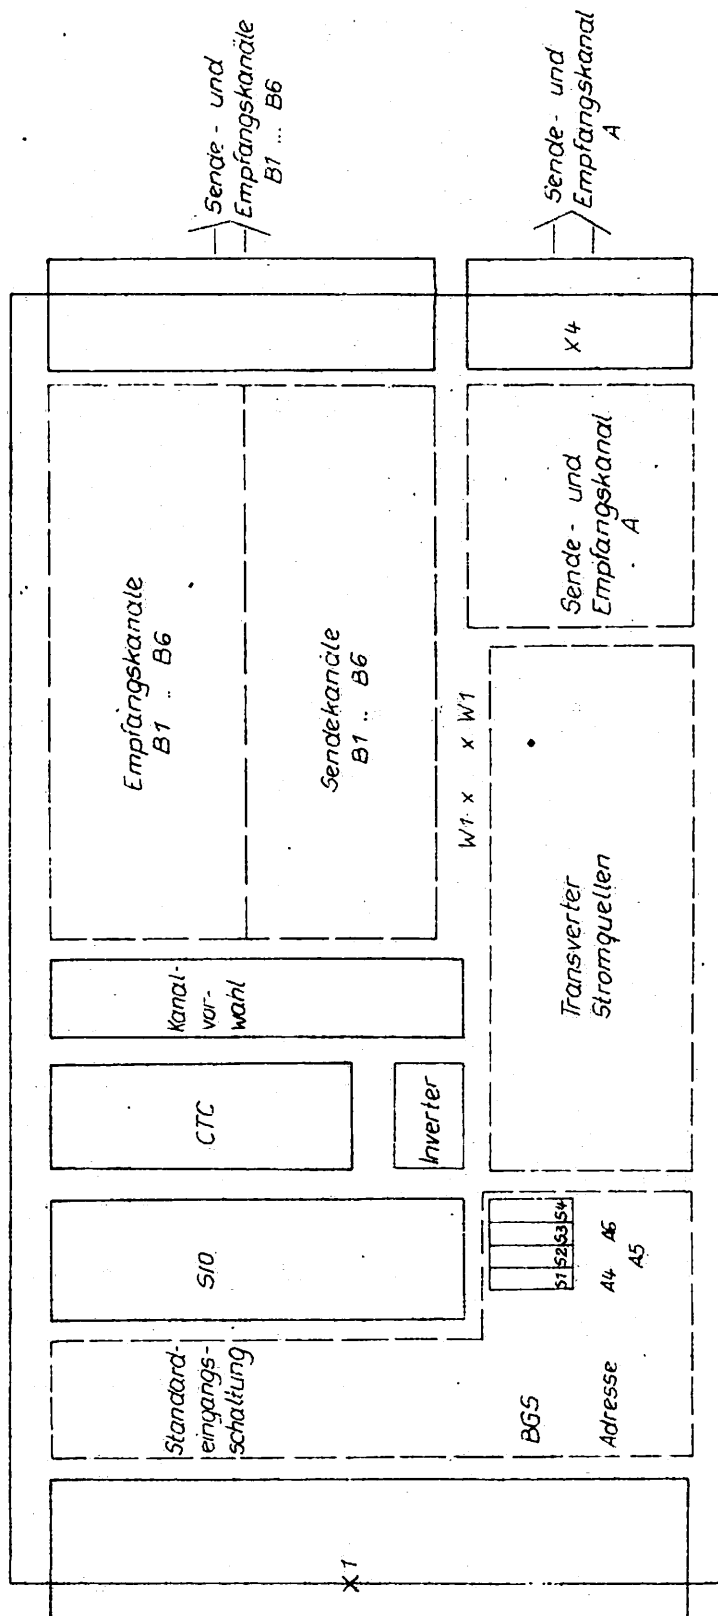 X1
Standard-
eingangs-
schaltung
BGS
Adresse
SIO
S1 S2 S3 S4
A4 A6
A5
CTC
Inverter
Kanal-
vor-
wahl
Transverter
Stromquellen
Empfangskanale
B1 .. B6
Sendekanäle
B1 .. B6
W1 x x W1
Sende- und
Empfangskanal
A
X4
Sende- und
Empfangskanäle
B1 ... B6
Sende- und
Empfangskanal
A